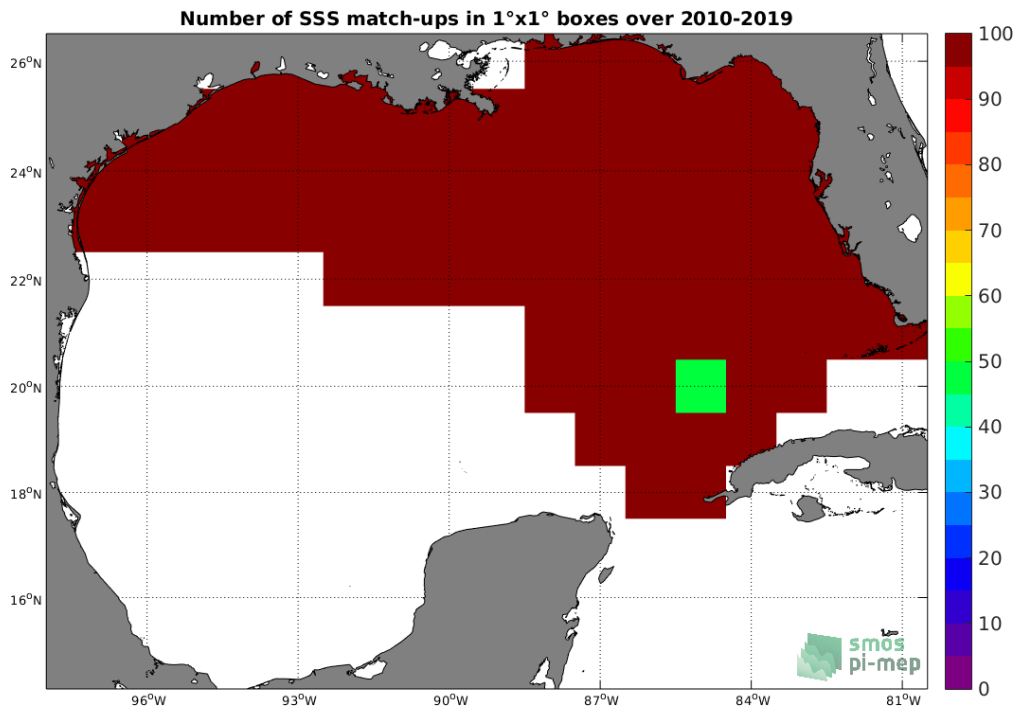 Number of SSS match-ups in 1°x1° boxes over 2010-2019
26°N
24°N
22°N
20°N
18°N
16°N
96°W
93°W
90°W
87°W
84°W
81°W
100
90
80
70
60
50
40
30
20
10
0
smos
pi-mep